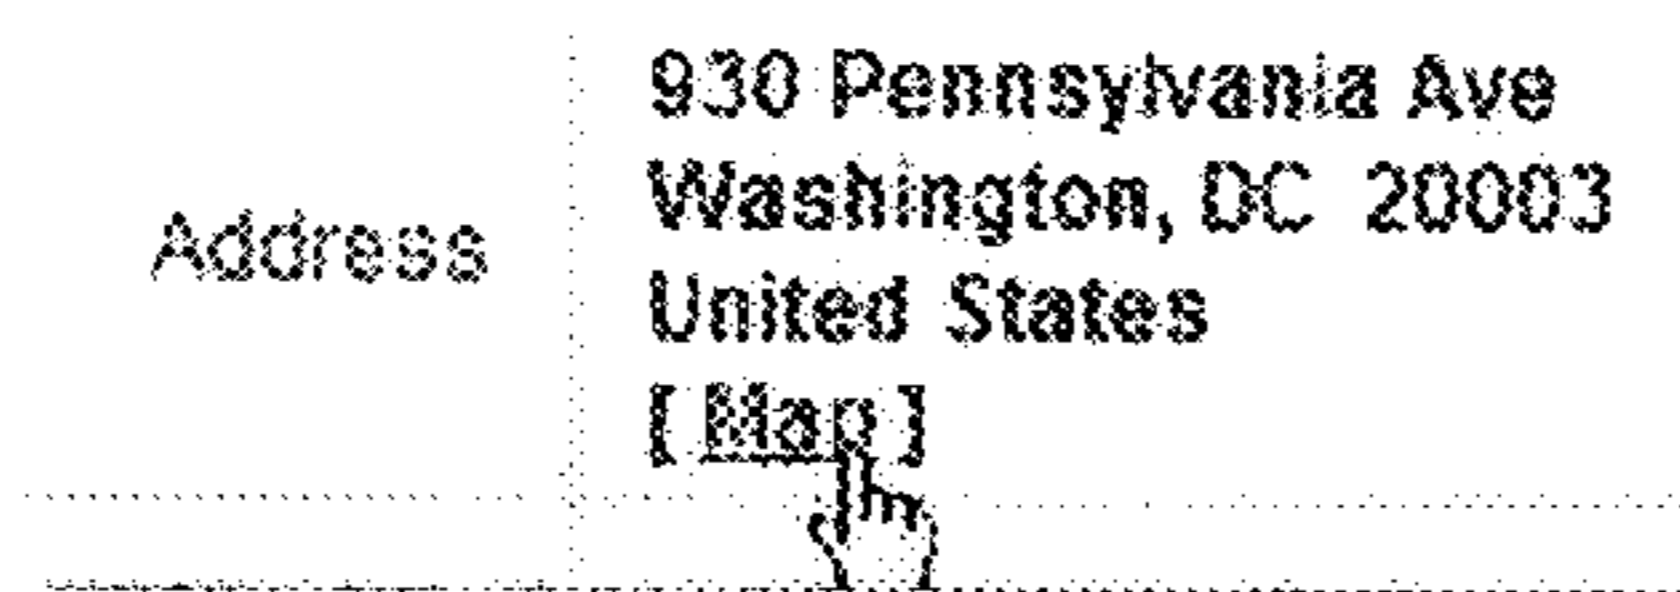 Address
930 Pennsylvania Ave
Washington, DC  20003
United States
[ Map ]